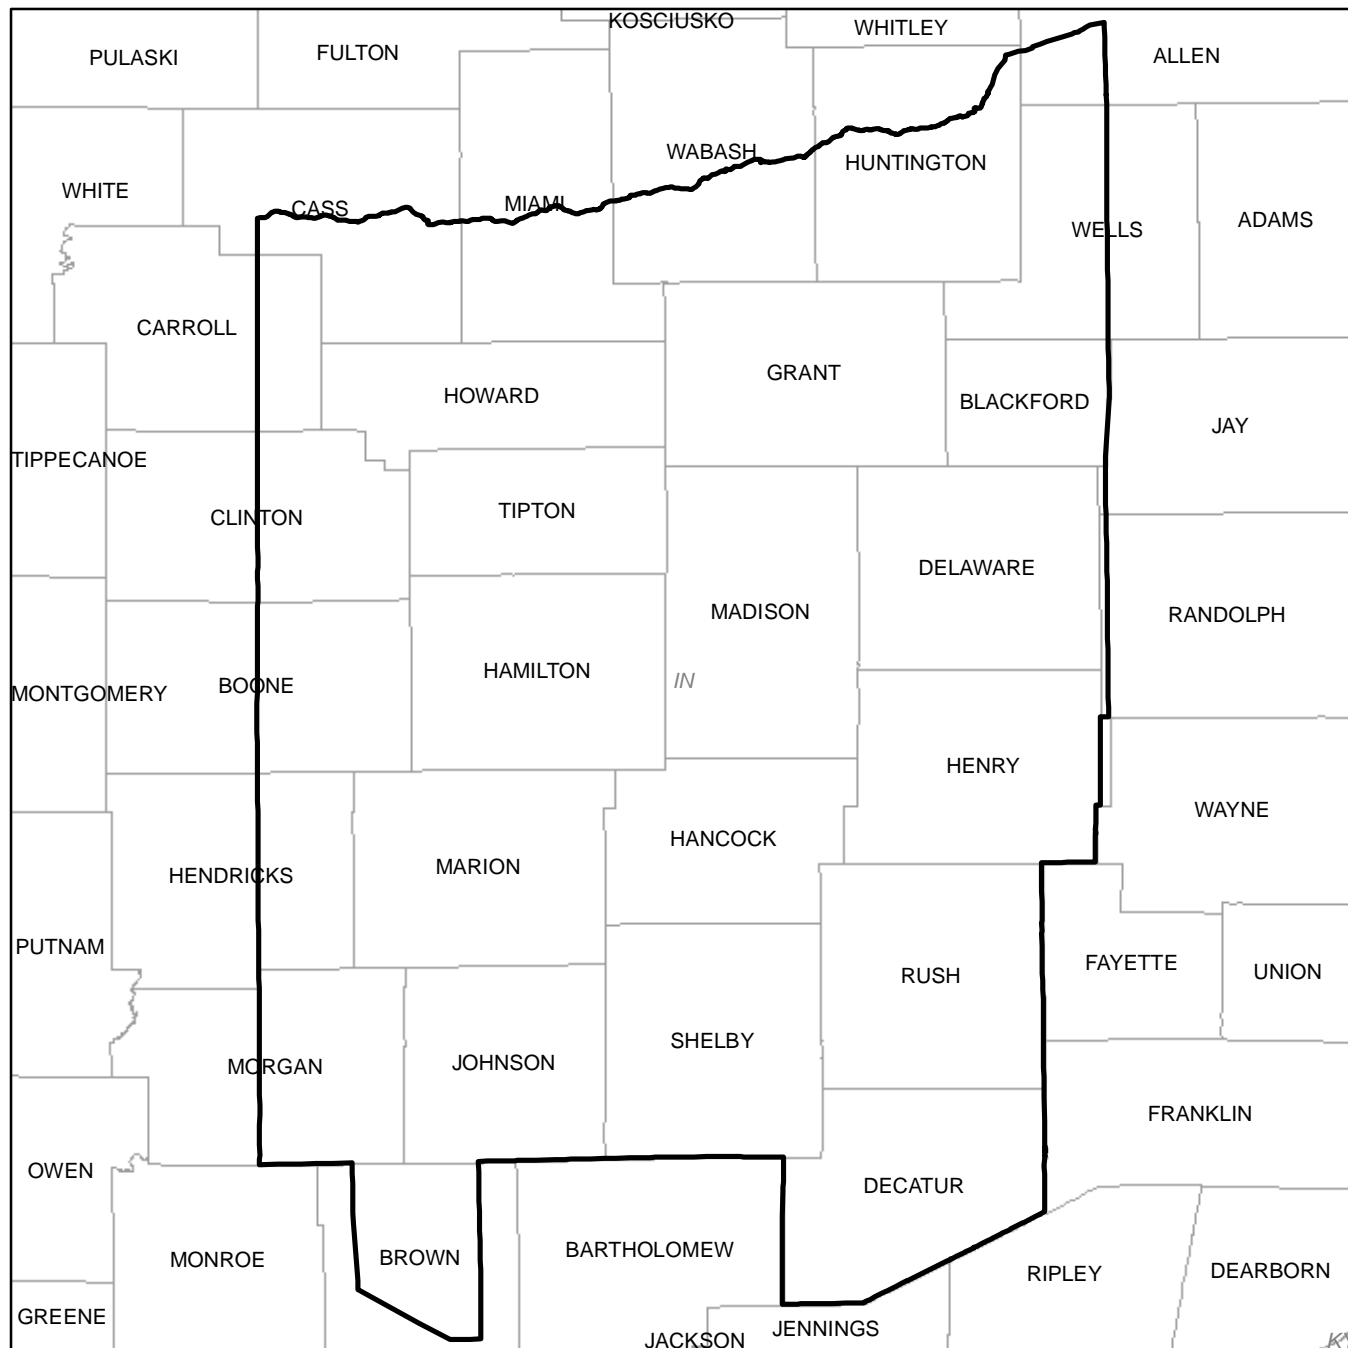 KOSCIUSKO
WHITLEY
PULASKI
FULTON
ALLEN
WABASH
HUNTINGTON
WHITE
CASS
MIAMI
WELLS
ADAMS
CARROLL
GRANT
HOWARD
BLACKFORD
JAY
TIPPECANOE
CLINTON
TIPTON
DELAWARE
MADISON
RANDOLPH
HAMILTON
IN
MONTGOMERY
BOONE
HENRY
WAYNE
HANCOCK
MARION
HENDRICKS
PUTNAM
RUSH
FAYETTE
UNION
SHELBY
MORGAN
JOHNSON
FRANKLIN
OWEN
DECATUR
BARTHOLOMEW
MONROE
BROWN
RIPLEY
DEARBORN
GREENE
JENNINGS
JACKSON